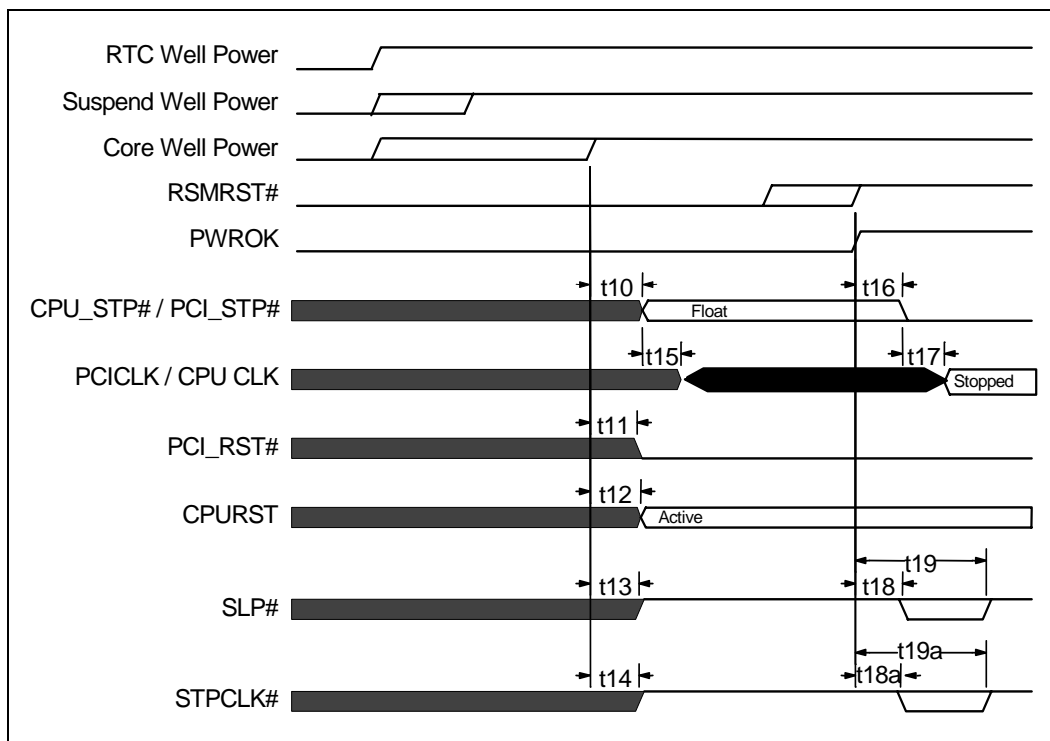 RTC Well Power
Suspend Well Power
Core Well Power
RSMRST#
PWROK
t10
t16
CPU_STP# / PCI_STP#
Float
t15
t17
PCICLK / CPU CLK
Stopped
t11
PCI_RST#
t12
CPURST
Active
t19
t13
t18
SLP#
t19a
t14
t18a
STPCLK#